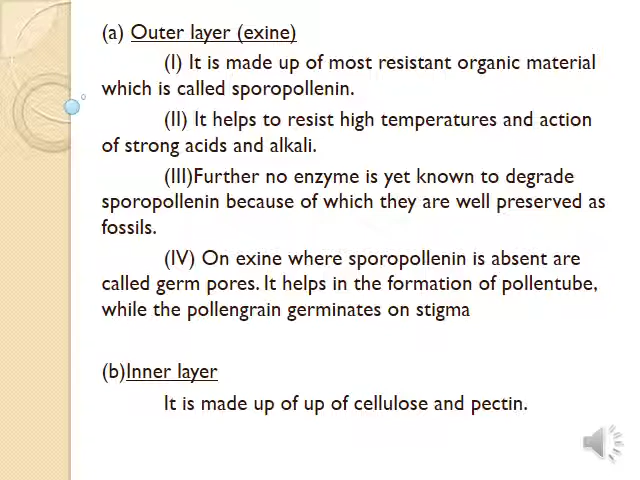 (a) Outer layer (exine)
(I) It is made up of most resistant organic material
which is called sporopollenin.
(II) It helps to resist high temperatures and action
of strong acids and alkali.
(III)Further no enzyme is yet known to degrade
sporopollenin because of which they are well preserved as
fossils.
(IV) On exine where sporopollenin is absent are
called germ pores. It helps in the formation of pollentube,
while the pollengrain germinates on stigma
(b)Inner layer
It is made up of up of cellulose and pectin.